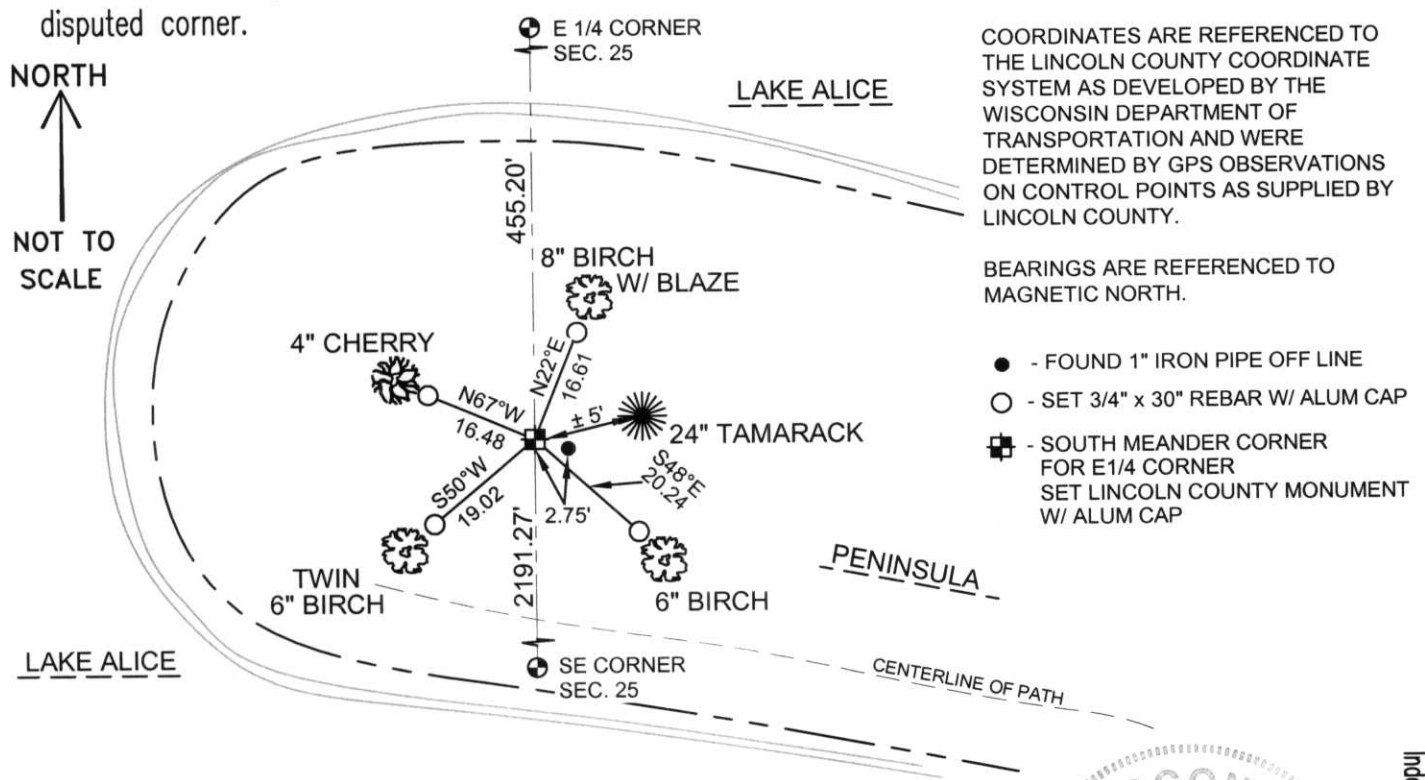 disputed corner.
NORTH
NOT TO
SCALE
E 1/4 CORNER
SEC. 25
LAKE ALICE
455.20'
8" BIRCH
W/ BLAZE
4" CHERRY
N22°E
16.61
N67°W
16.48
± 5'
24" TAMARACK
S50°W
19.02
S48°E
20.24
2.75'
2191.27'
TWIN
6" BIRCH
6" BIRCH
PENINSULA
LAKE ALICE
SE CORNER
SEC. 25
CENTERLINE OF PATH
COORDINATES ARE REFERENCED TO
THE LINCOLN COUNTY COORDINATE
SYSTEM AS DEVELOPED BY THE
WISCONSIN DEPARTMENT OF
TRANSPORTATION AND WERE
DETERMINED BY GPS OBSERVATIONS
ON CONTROL POINTS AS SUPPLIED BY
LINCOLN COUNTY.
BEARINGS ARE REFERENCED TO
MAGNETIC NORTH.
- FOUND 1" IRON PIPE OFF LINE
- SET 3/4" x 30" REBAR W/ ALUM CAP
- SOUTH MEANDER CORNER
FOR E1/4 CORNER
SET LINCOLN COUNTY MONUMENT
W/ ALUM CAP